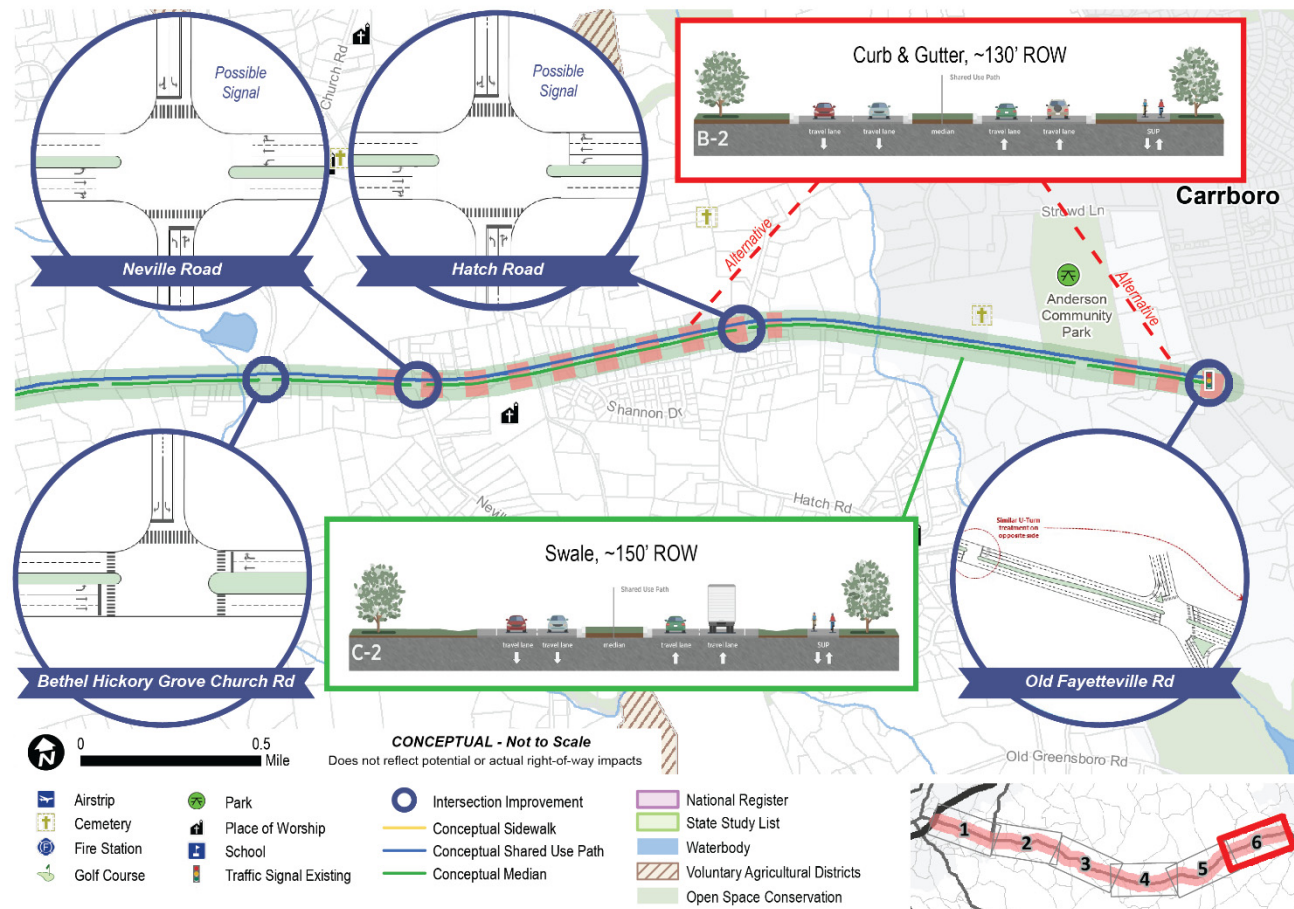 Possible
Signal
Neville Road
Church Rd
Possible
Signal
Hatch Road
Curb & Gutter, ~130' ROW
Shared Use Path
travel lane
travel lane
median
travel lane
travel lane
SUP
B-2
Carrboro
Strowd Ln
Alternative
Alternative
Anderson
Community
Park
Shannon Dr
Hatch Rd
Bethel Hickory Grove Church Rd
Swale, ~150' ROW
Shared Use Path
travel lane
travel lane
median
travel lane
travel lane
SUP
C-2
Similar U-Turn
treatment on
opposite side
Old Fayetteville Rd
Old Greensboro Rd
N
0
0.5
Mile
CONCEPTUAL - Not to Scale
Does not reflect potential or actual right-of-way impacts
Airstrip
Cemetery
Fire Station
Golf Course
Park
Place of Worship
School
Traffic Signal Existing
Intersection Improvement
Conceptual Sidewalk
Conceptual Shared Use Path
Conceptual Median
National Register
State Study List
Waterbody
Voluntary Agricultural Districts
Open Space Conservation
1
2
3
4
5
6